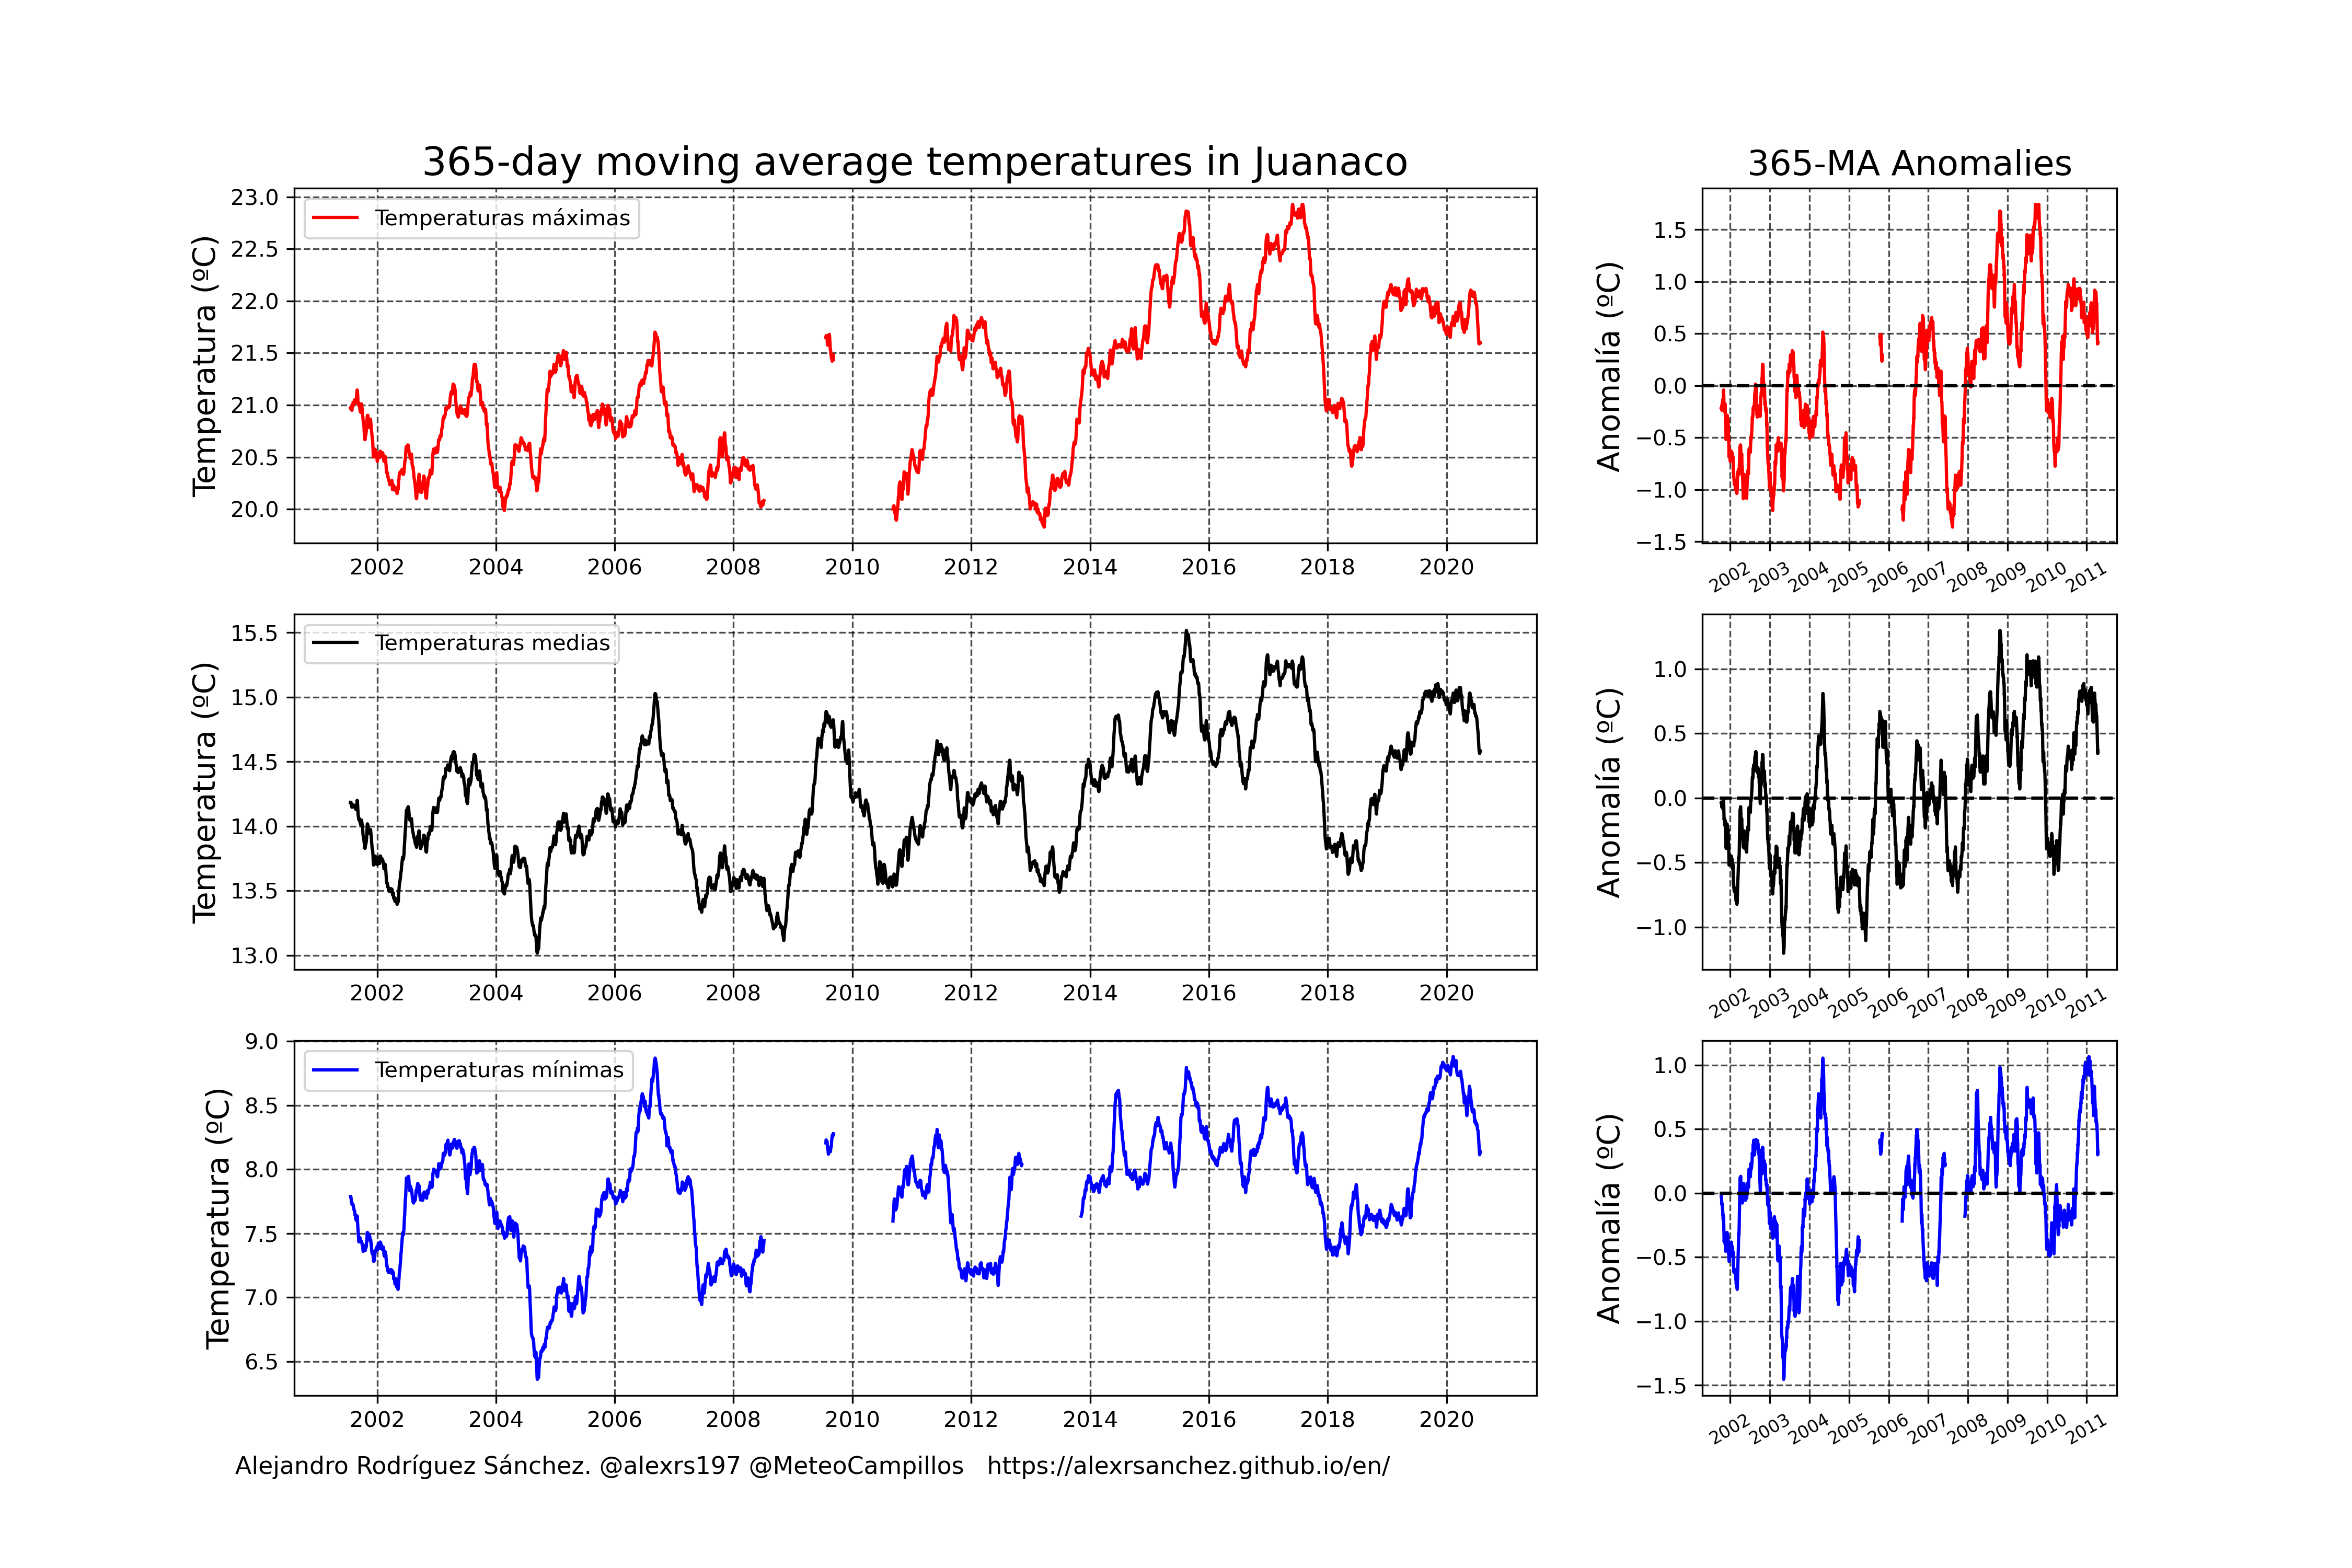 365-day moving average temperatures in Juanaco
365-MA Anomalies
Temperatura (ºC)
23.0
22.5
22.0
21.5
21.0
20.5
20.0
Temperaturas máximas
2002 2004 2006 2008 2010 2012 2014 2016 2018 2020
Anomalía (ºC)
1.5
1.0
0.5
0.0
−0.5
−1.0
−1.5
2002 2003 2004 2005 2006 2007 2008 2009 2010 2011
Temperatura (ºC)
15.5
15.0
14.5
14.0
13.5
13.0
Temperaturas medias
2002 2004 2006 2008 2010 2012 2014 2016 2018 2020
Anomalía (ºC)
1.0
0.5
0.0
−0.5
−1.0
2002 2003 2004 2005 2006 2007 2008 2009 2010 2011
Temperatura (ºC)
9.0
8.5
8.0
7.5
7.0
6.5
Temperaturas mínimas
2002 2004 2006 2008 2010 2012 2014 2016 2018 2020
Anomalía (ºC)
1.0
0.5
0.0
−0.5
−1.0
−1.5
2002 2003 2004 2005 2006 2007 2008 2009 2010 2011
Alejandro Rodríguez Sánchez. @alexrs197 @MeteoCampillos https://alexrsanchez.github.io/en/